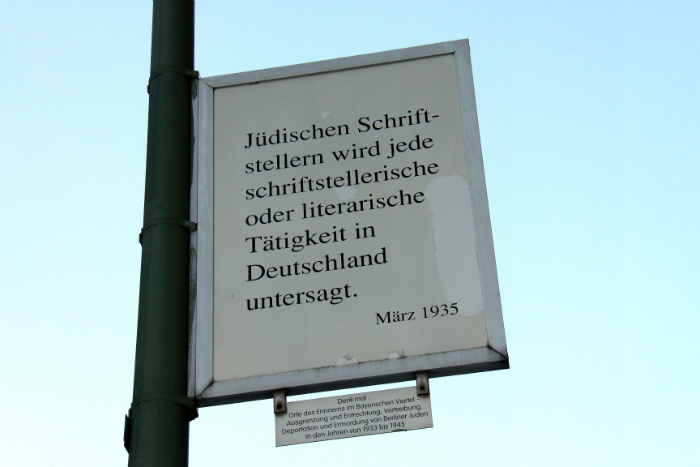 Jüdischen Schrift-
stellern wird jede
schriftstellerische
oder literarische
Tätigkeit in
Deutschland
untersagt.
März 1935
Denkmal
Orte des Erinnerns im Bayerischen Viertel -
Ausgrenzung und Entrechtung, Vertreibung,
Deportation und Ermordung von Berliner Juden
in den Jahren von 1933 bis 1945